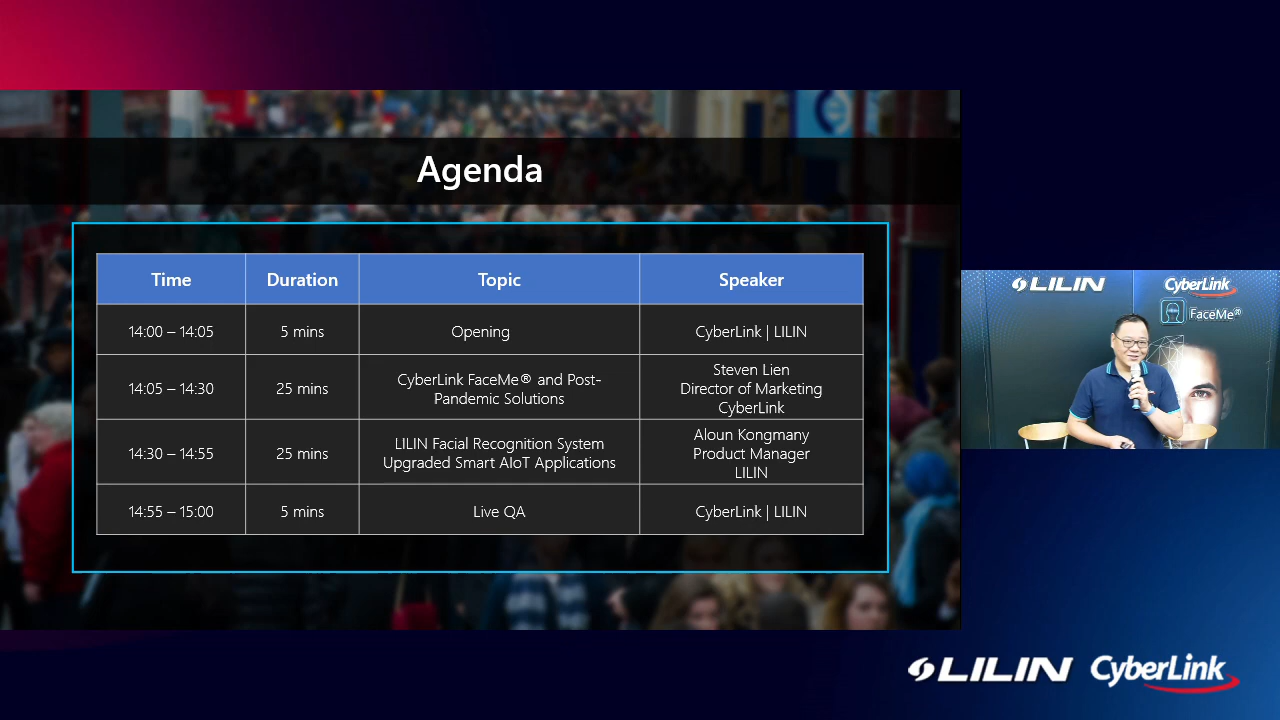 Agenda
Time Duration Topic Speaker
14:00 – 14:05 5 mins Opening CyberLink | LILIN
14:05 – 14:30 25 mins CyberLink FaceMe® and Post-
Pandemic Solutions
Steven Lien
Director of Marketing
CyberLink
14:30 – 14:55 25 mins LILIN Facial Recognition System
Upgraded Smart AIoT Applications
Aloun Kongmany
Product Manager
LILIN
14:55 – 15:00 5 mins Live QA CyberLink | LILIN
LILIN CyberLink
FaceMe®
LILIN CyberLink